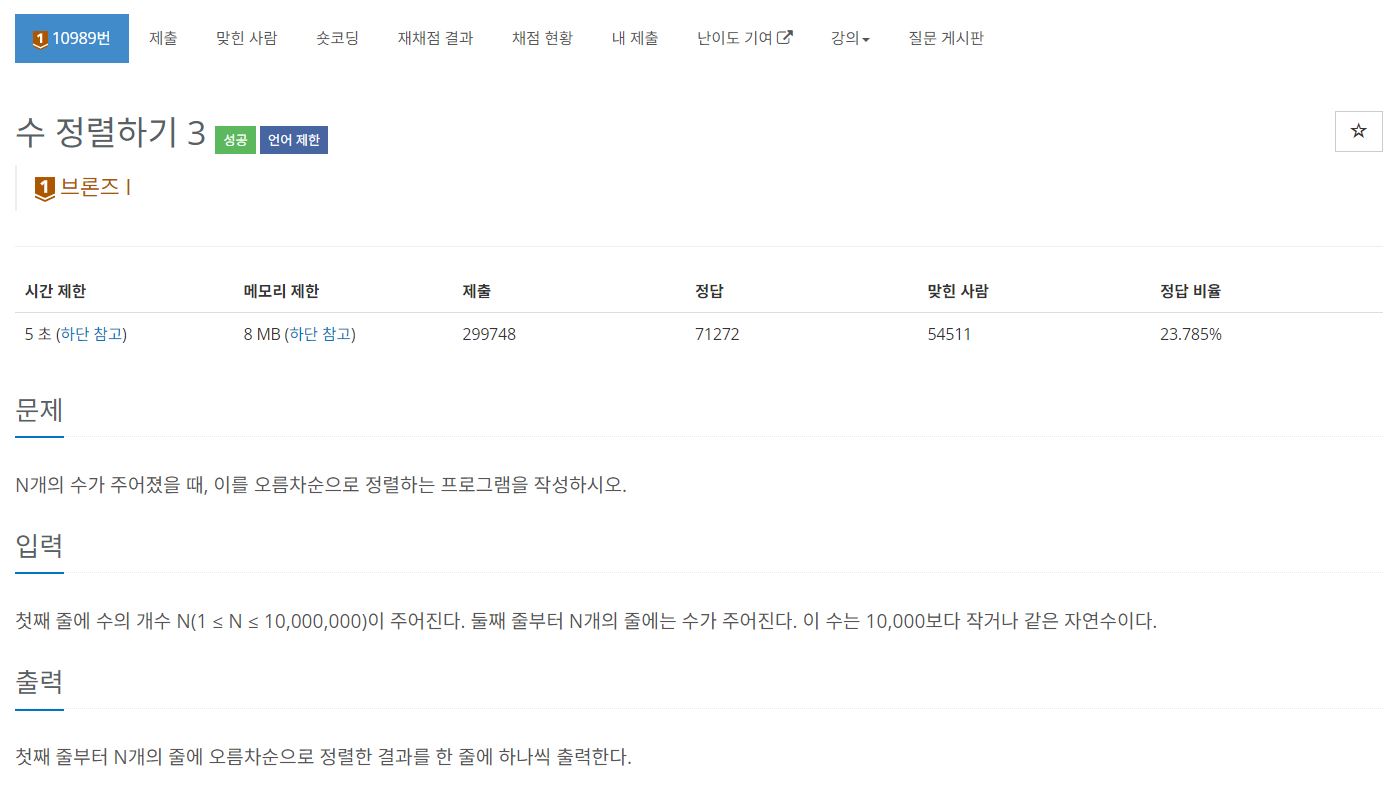 1 10989번 제출 맞힌 사람 숏코딩 재채점 결과 채점 현황 내 제출 난이도 기여 강의 질문 게시판
수 정렬하기 3 성공 언어 제한
1 브론즈 I
시간 제한 메모리 제한 제출 정답 맞힌 사람 정답 비율
5 초 (하단 참고) 8 MB (하단 참고) 299748 71272 54511 23.785%
문제
N개의 수가 주어졌을 때, 이를 오름차순으로 정렬하는 프로그램을 작성하시오.
입력
첫째 줄에 수의 개수 N(1 ≤ N ≤ 10,000,000)이 주어진다. 둘째 줄부터 N개의 줄에는 수가 주어진다. 이 수는 10,000보다 작거나 같은 자연수이다.
출력
첫째 줄부터 N개의 줄에 오름차순으로 정렬한 결과를 한 줄에 하나씩 출력한다.